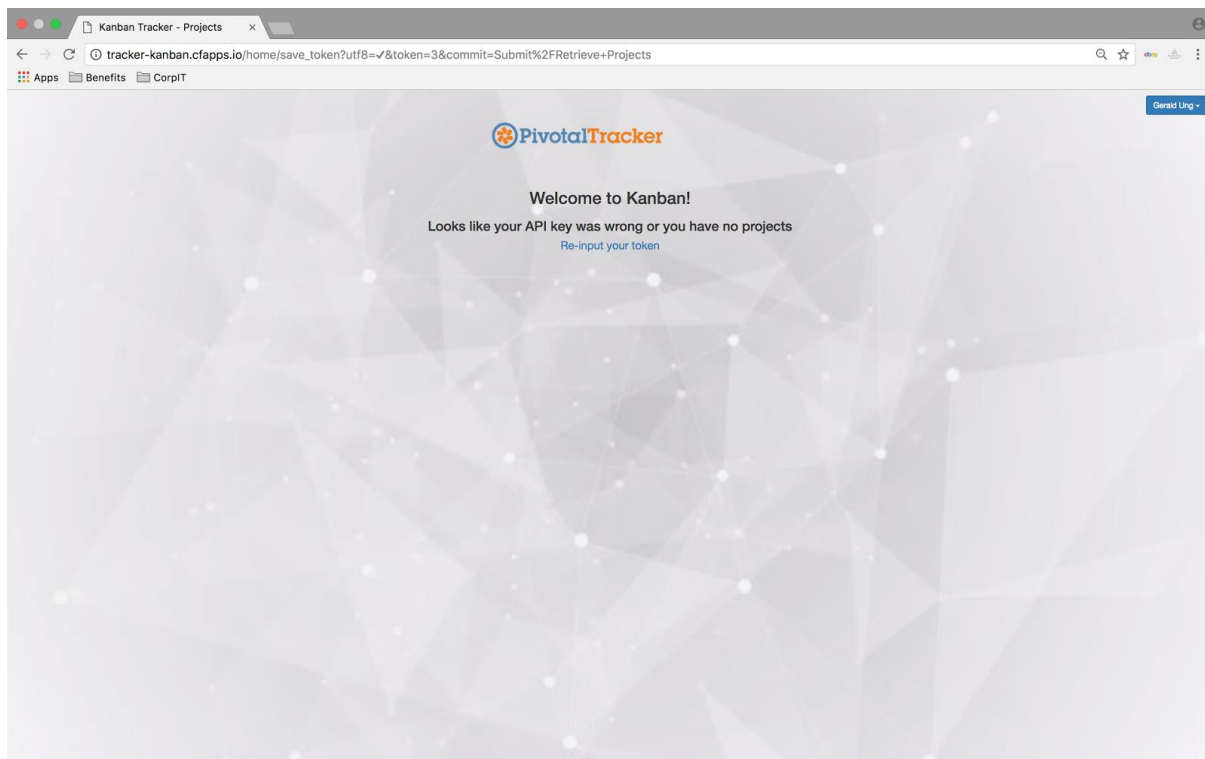 Kanban Tracker - Projects
tracker-kanban.cfapps.io/home/save_token?utf8=✓&token=3&commit=Submit%2FRetrieve+Projects
ebay
Apps Benefits CorpIT
Gerald Ung
PivotalTracker
Welcome to Kanban!
Looks like your API key was wrong or you have no projects
Re-input your token